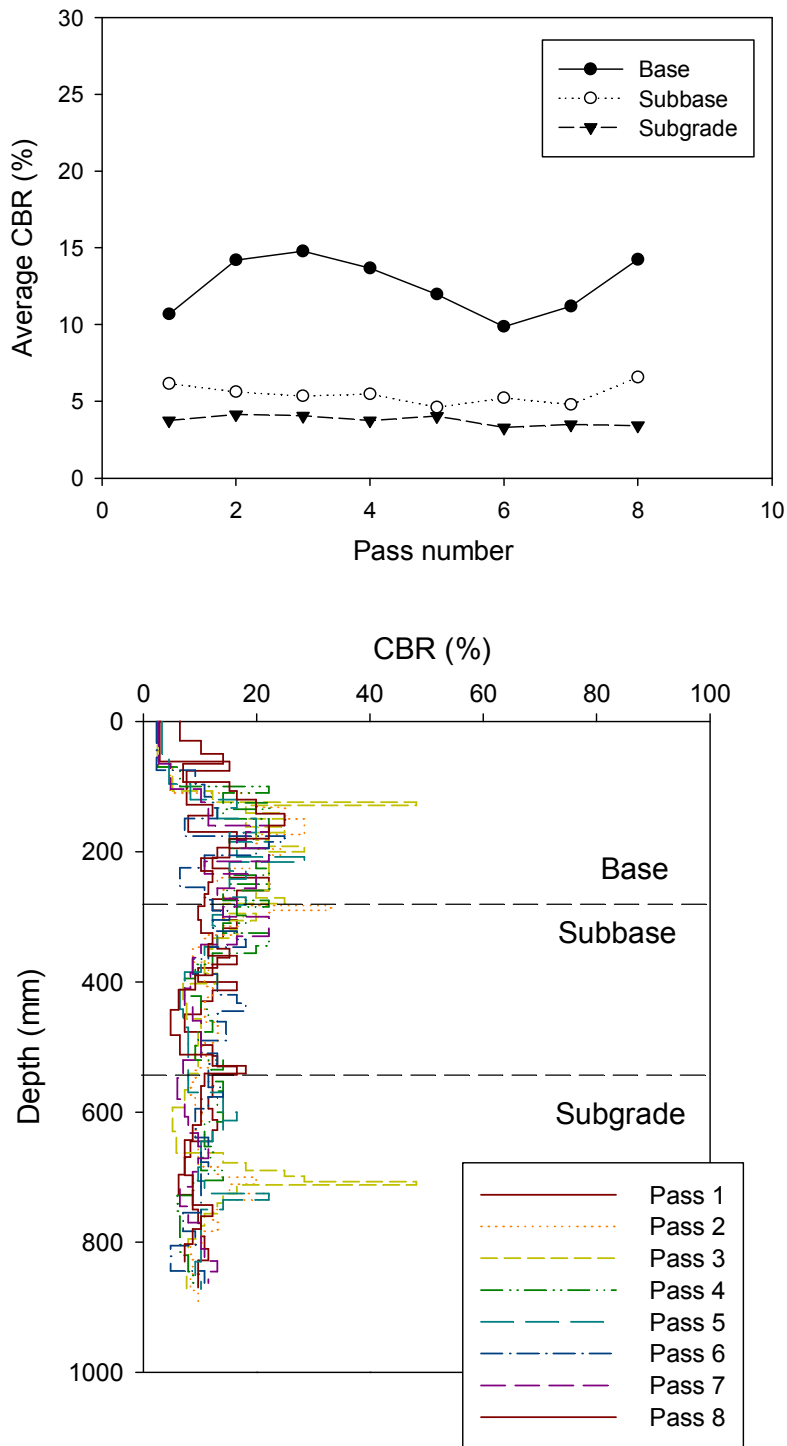 30
25
20
15
10
5
0
Average CBR (%)
Base
Subbase
Subgrade
0 2 4 6 8 10
Pass number
CBR (%)
0 20 40 60 80 100
0
200
400
600
800
1000
Depth (mm)
Base
Subbase
Subgrade
Pass 1
Pass 2
Pass 3
Pass 4
Pass 5
Pass 6
Pass 7
Pass 8